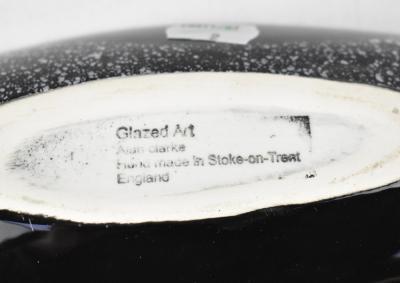 Glazed Art
Alan clarke
Hand made in Stoke-on-Trent
England